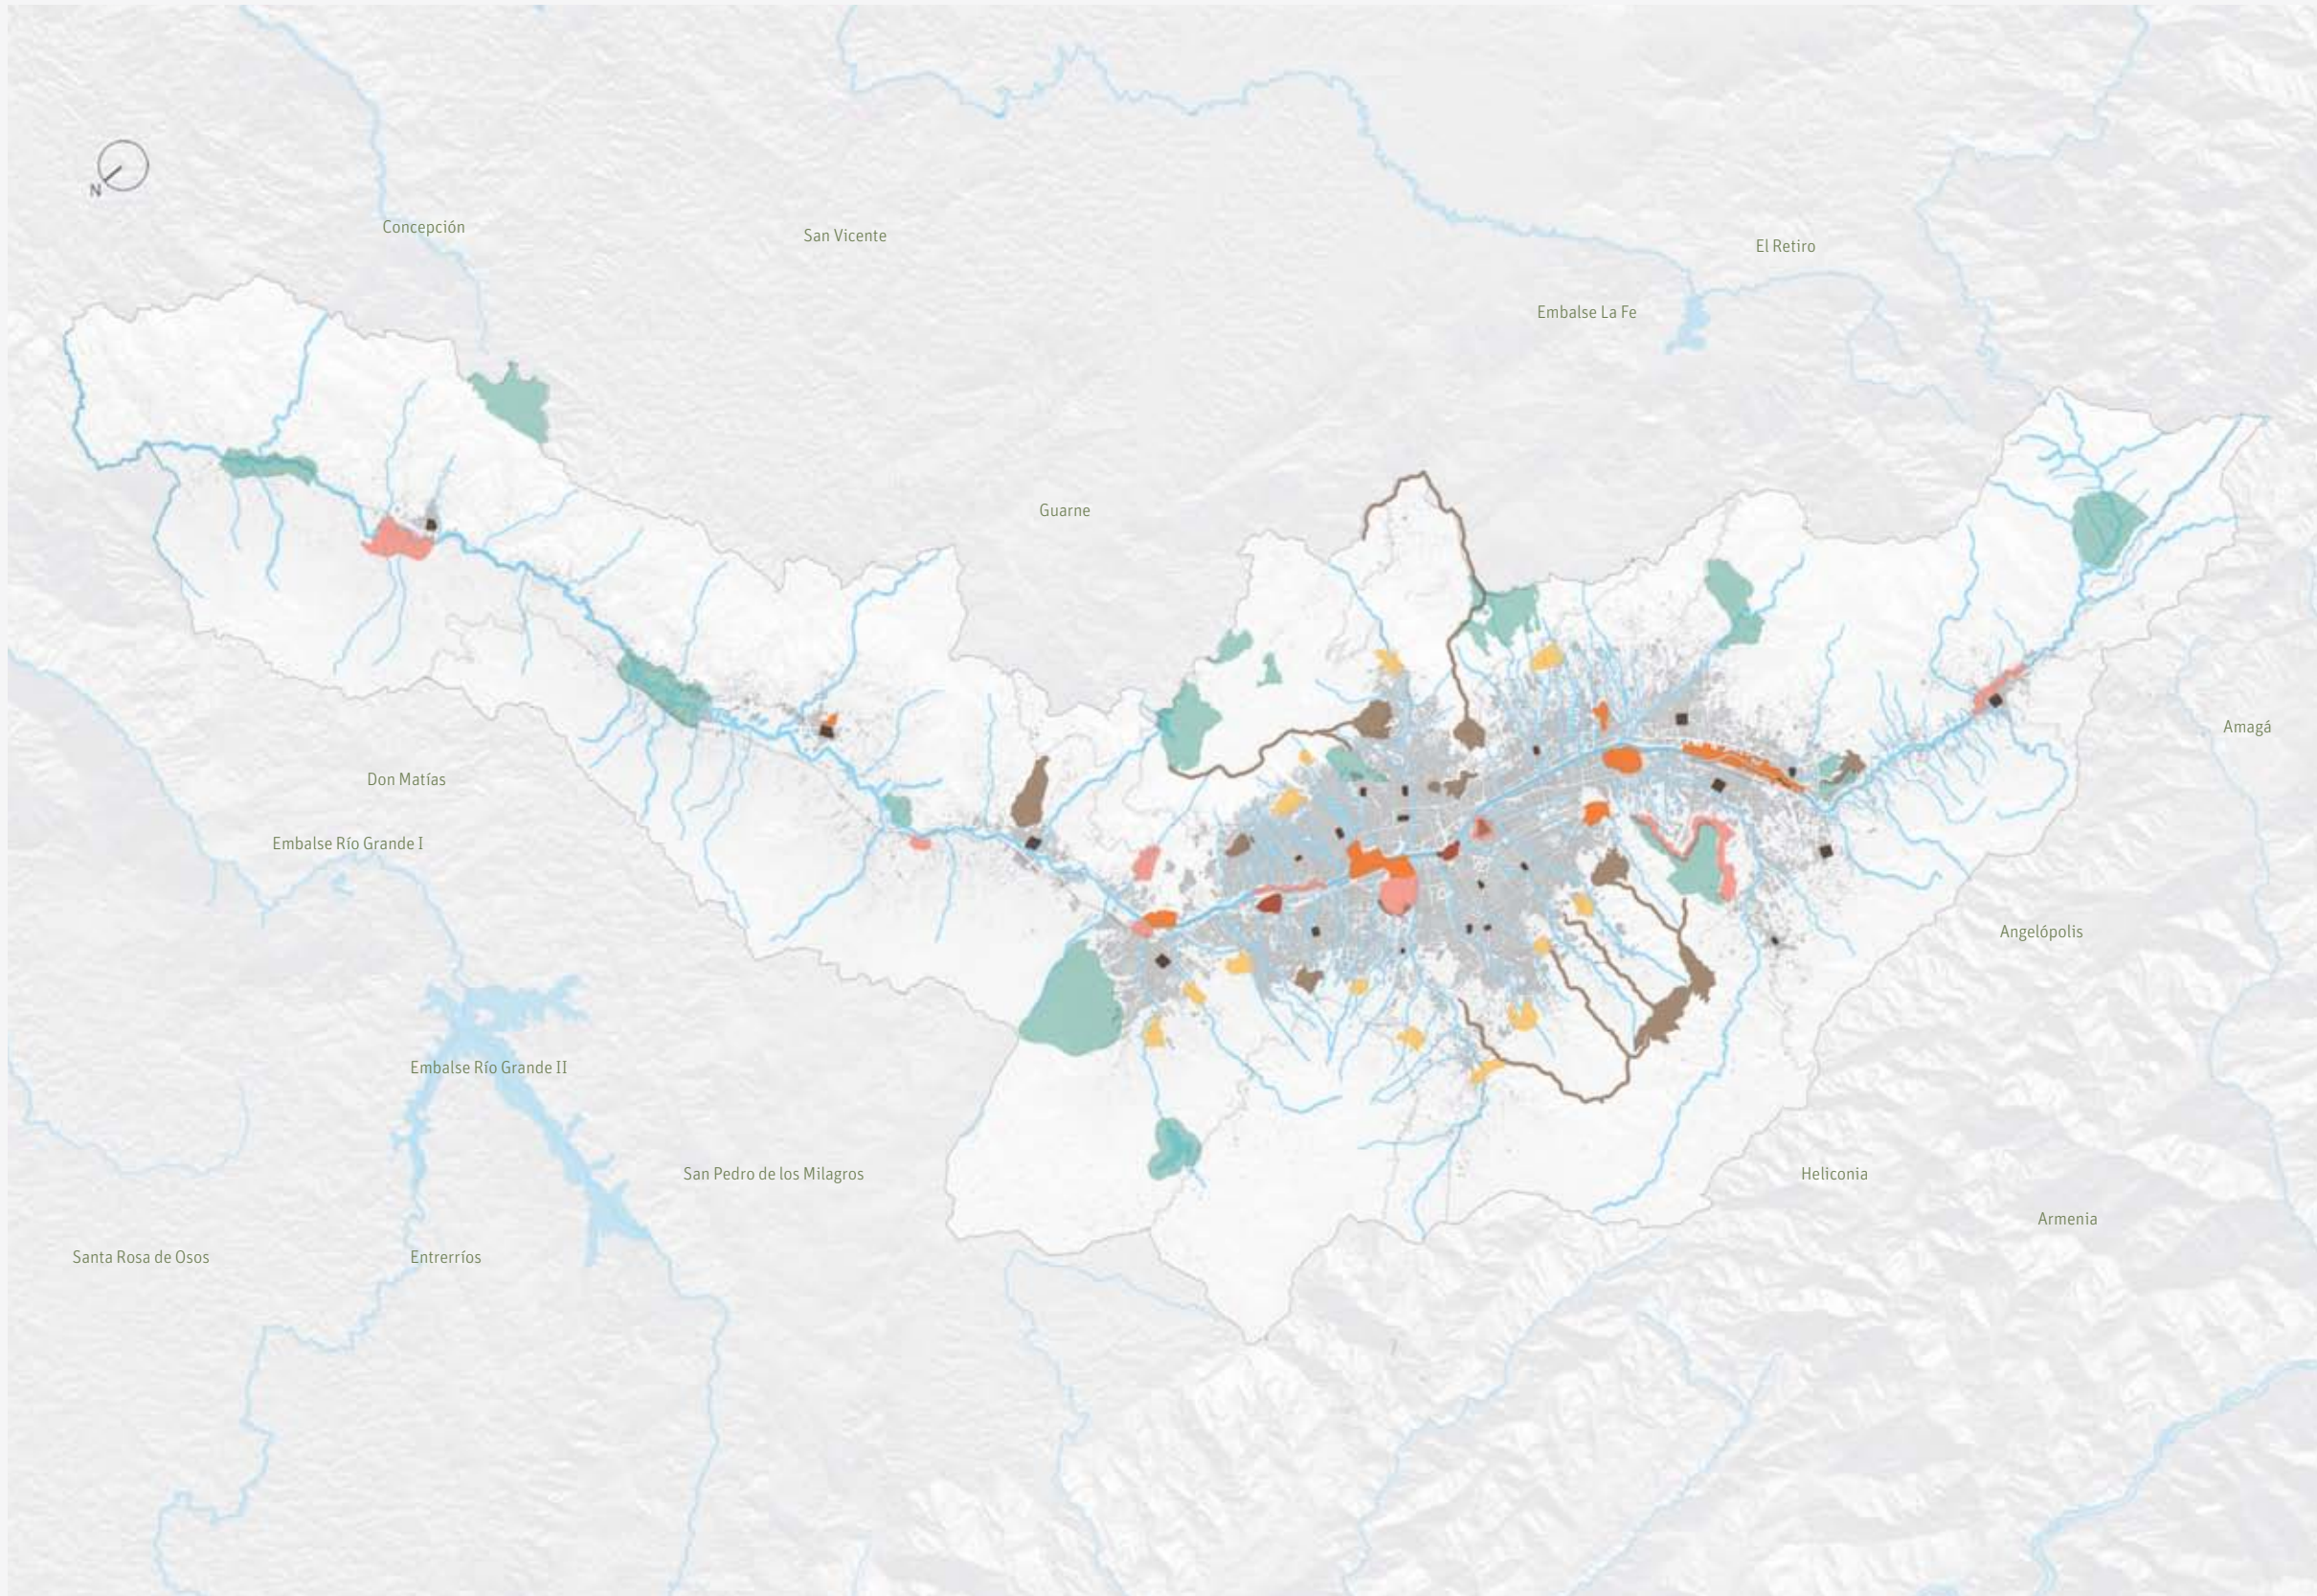 N
Concepción
San Vicente
El Retiro
Embalse La Fe
Guarne
Amagá
Don Matías
Embalse Río Grande I
Angelópolis
Embalse Río Grande II
San Pedro de los Milagros
Heliconia
Armenia
Santa Rosa de Osos
Entrerríos